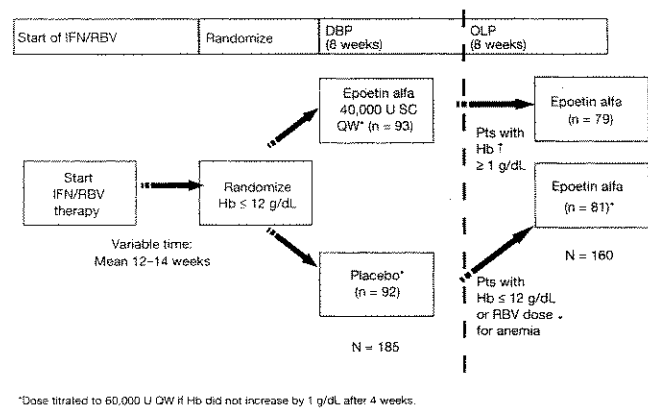 Start of IFN/RBV
Randomize
DBP
(8 weeks)
OLP
(8 weeks)
Start
IFN/RBV
therapy
Variable time:
Mean 12–14 weeks
Randomize
Hb ≤ 12 g/dL
Epoetin alfa
40,000 U SC
QW* (n = 93)
Placebo*
(n = 92)
N = 185
Pts with
Hb ↑
≥ 1 g/dL
Pts with
Hb ≤ 12 g/dL
or RBV dose
for anemia
Epoetin alfa
(n = 79)
Epoetin alfa
(n = 81)*
N = 160
*Dose titrated to 60,000 U QW if Hb did not increase by 1 g/dL after 4 weeks.